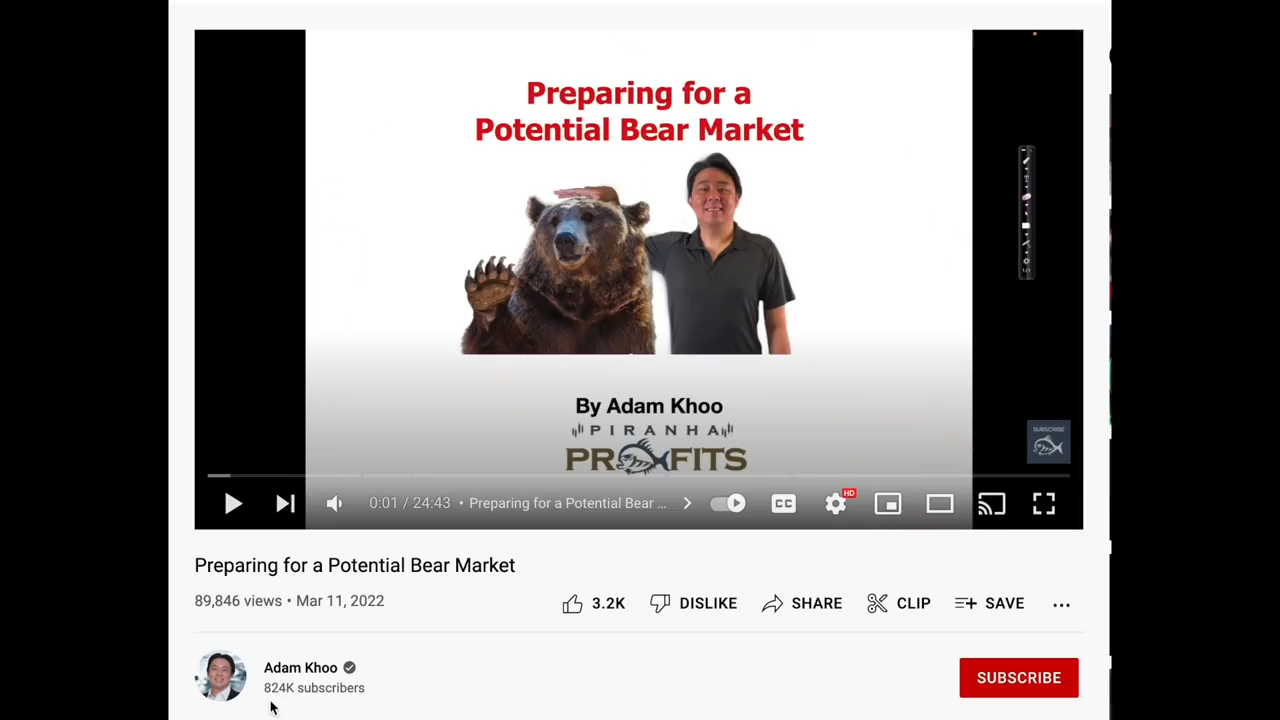 Preparing for a
Potential Bear Market
By Adam Khoo
PIRANHA
PROFITS
SUBSCRIBE
0:01 / 24:43 • Preparing for a Potential Bear ...
CC
HD
Preparing for a Potential Bear Market
89,846 views • Mar 11, 2022
3.2K
DISLIKE
SHARE
CLIP
SAVE
...
Adam Khoo
824K subscribers
SUBSCRIBE